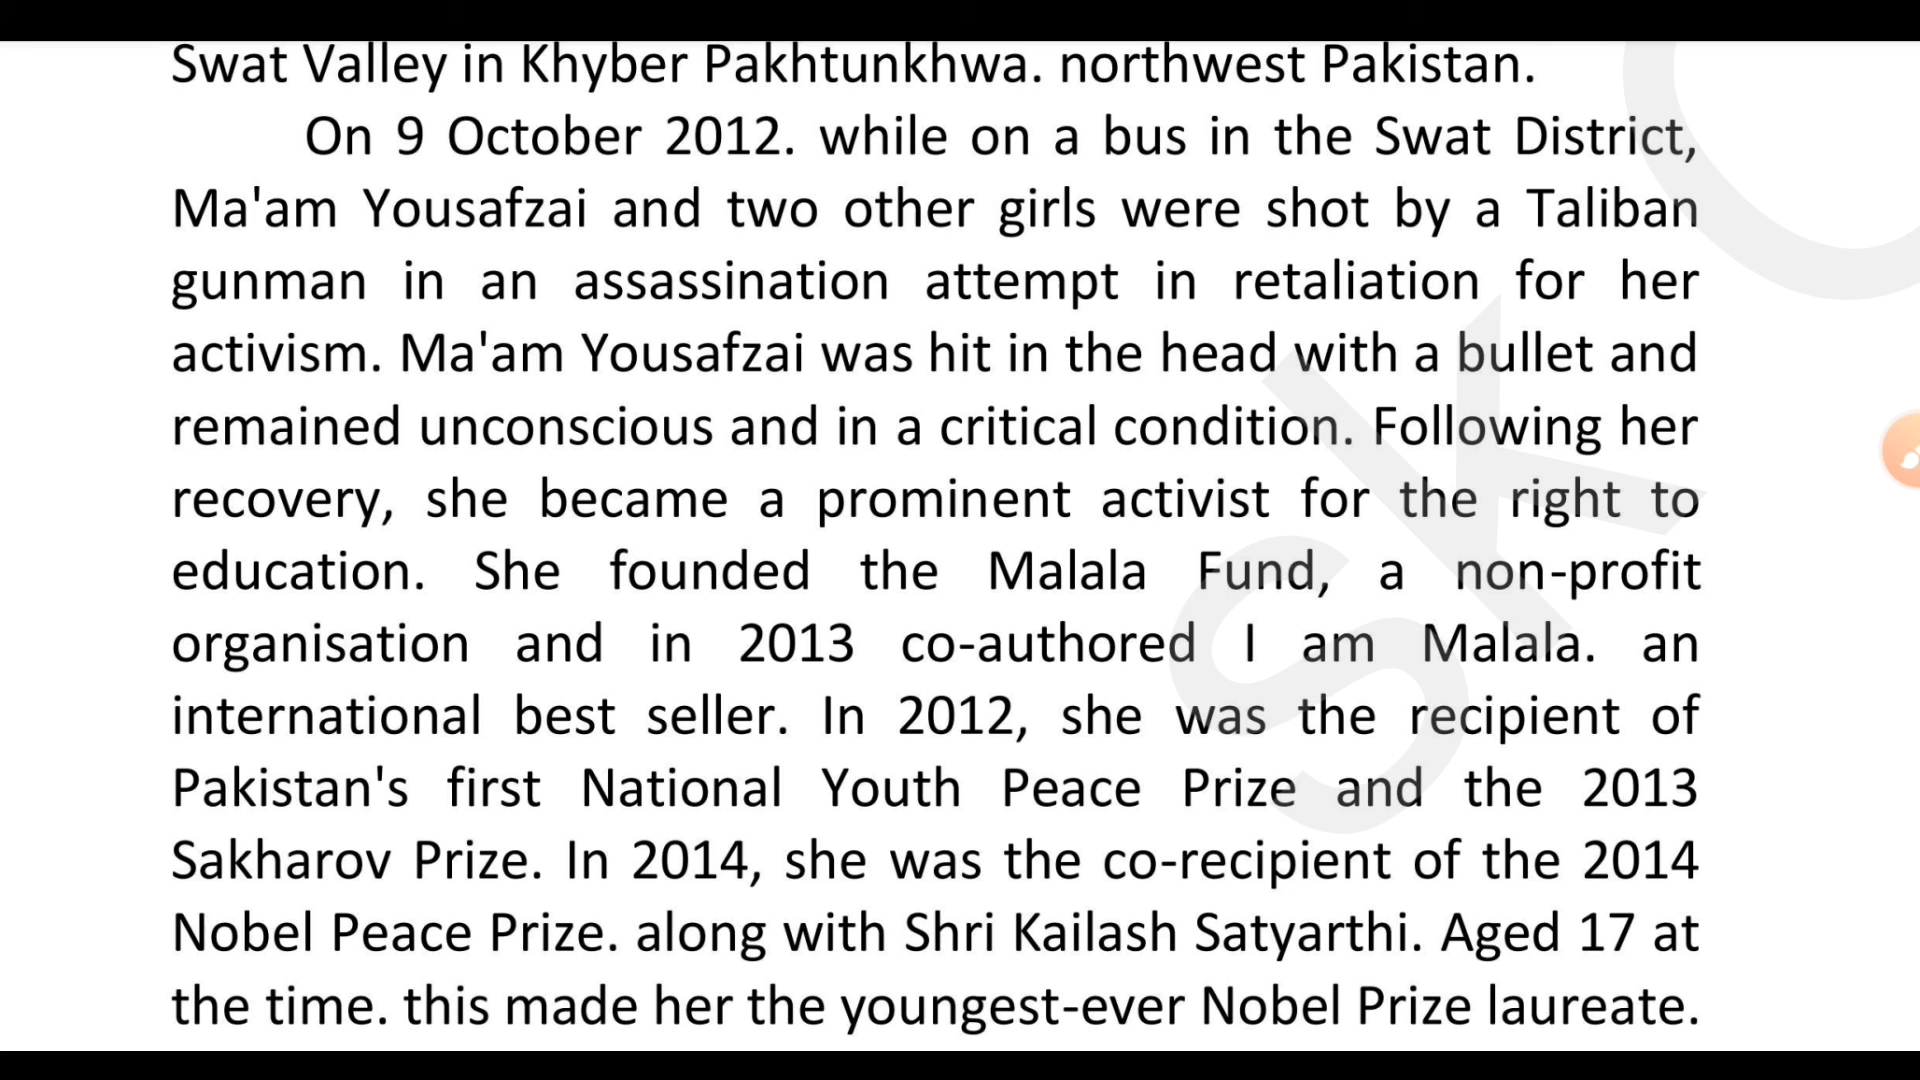 Swat Valley in Khyber Pakhtunkhwa. northwest Pakistan.
On 9 October 2012. while on a bus in the Swat District,
Ma'am Yousafzai and two other girls were shot by a Taliban
gunman in an assassination attempt in retaliation for her
activism. Ma'am Yousafzai was hit in the head with a bullet and
remained unconscious and in a critical condition. Following her
recovery, she became a prominent activist for the right to
education. She founded the Malala Fund, a non-profit
organisation and in 2013 co-authored I am Malala. an
international best seller. In 2012, she was the recipient of
Pakistan's first National Youth Peace Prize and the 2013
Sakharov Prize. In 2014, she was the co-recipient of the 2014
Nobel Peace Prize. along with Shri Kailash Satyarthi. Aged 17 at
the time. this made her the youngest-ever Nobel Prize laureate.
SK